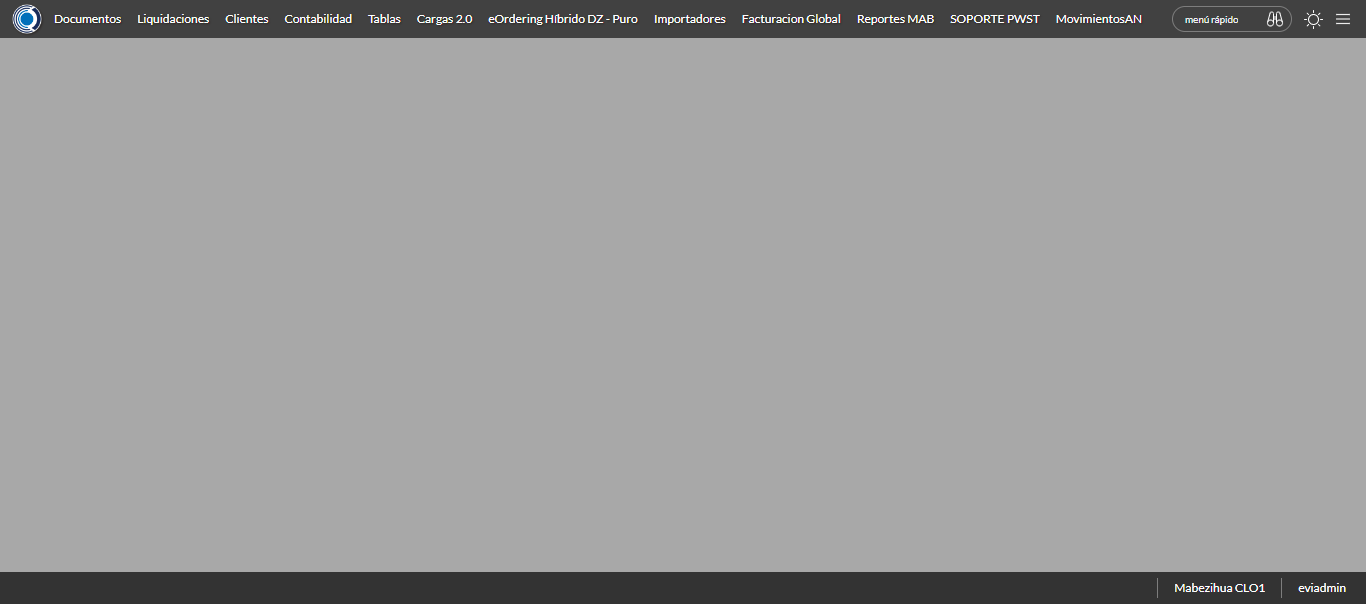 Documentos Liquidaciones Clientes Contabilidad Tablas Cargas 2.0 eOrdering Híbrido DZ - Puro Importadores Facturacion Global Reportes MAB SOPORTE PWST MovimientosAN menú rápido
Mabezihua CLO1 eviadmin